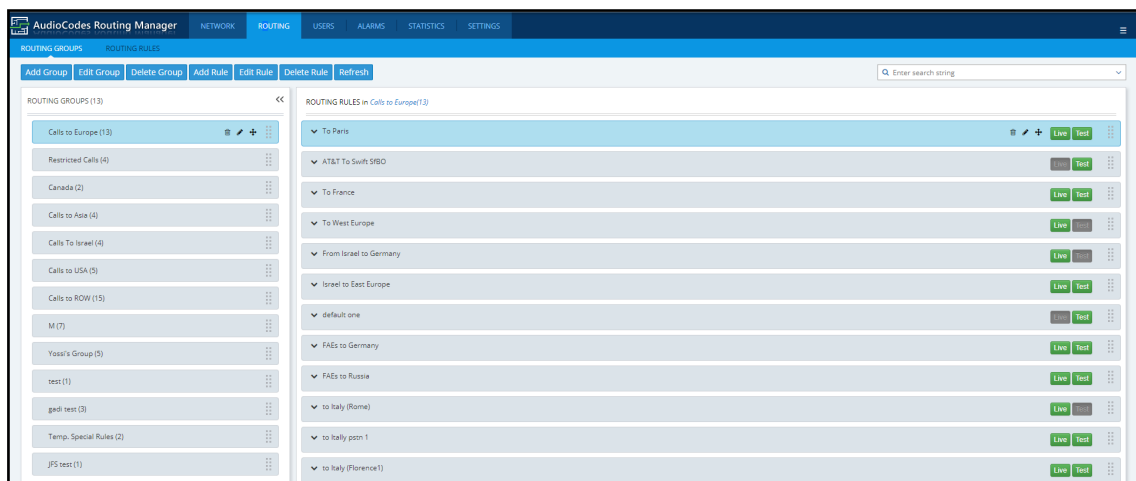 AudioCodes Routing Manager NETWORK ROUTING USERS ALARMS STATISTICS SETTINGS
ROUTING GROUPS ROUTING RULES
Add Group Edit Group Delete Group Add Rule Edit Rule Delete Rule Refresh Enter search string
ROUTING GROUPS (13)
Calls to Europe (13)
Restricted Calls (4)
Canada (2)
Calls to Asia (4)
Calls To Israel (4)
Calls to USA (5)
Calls to ROW (15)
M (7)
Yossi's Group (5)
test (1)
gadi test (3)
Temp. Special Rules (2)
JFS test (1)
ROUTING RULES in Calls to Europe(13)
To Paris Live Test
AT&T To Swift SfBO Live Test
To France Live Test
To West Europe Live Test
From Israel to Germany Live Test
Israel to East Europe Live Test
default one Live Test
FAEs to Germany Live Test
FAEs to Russia Live Test
to Italy (Rome) Live Test
to Itally pstn 1 Live Test
to Italy (Florence1) Live Test